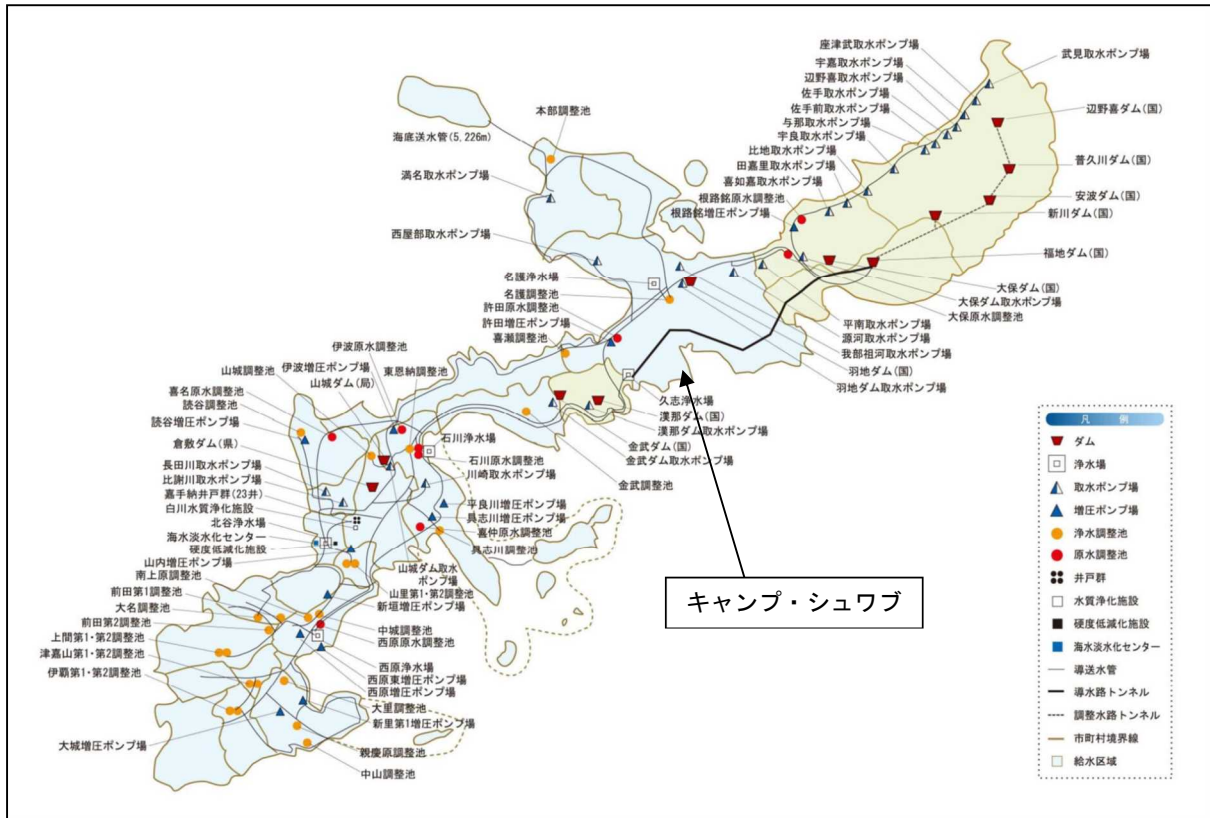 座津武取水ポンプ場
武見取水ポンプ場
宇嘉取水ポンプ場
辺野喜取水ポンプ場
佐手取水ポンプ場
辺野喜ダム(国)
佐手前取水ポンプ場
与那取水ポンプ場
宇良取水ポンプ場
普久川ダム(国)
比地取水ポンプ場
田嘉里取水ポンプ場
安波ダム(国)
喜如嘉取水ポンプ場
新川ダム(国)
根路銘原水調整池
根路銘増圧ポンプ場
福地ダム(国)
本部調整池
海底送水管(5,226m)
満名取水ポンプ場
西屋部取水ポンプ場
名護浄水場
名護調整池
許田原水調整池
許田増圧ポンプ場
喜瀬調整池
大保ダム(国)
大保ダム取水ポンプ場
大保原水調整池
平南取水ポンプ場
源河取水ポンプ場
我部祖河取水ポンプ場
羽地ダム(国)
羽地ダム取水ポンプ場
伊波原水調整池
伊波増圧ポンプ場
東恩納調整池
山城調整池
山城ダム(局)
喜名原水調整池
読谷調整池
読谷増圧ポンプ場
倉敷ダム(県)
長田川取水ポンプ場
比謝川取水ポンプ場
嘉手納井戸群(23井)
白川水質浄化施設
北谷浄水場
海水淡水化センター
硬度低減化施設
山内増圧ポンプ場
久志浄水場
漢那ダム(国)
漢那ダム取水ポンプ場
金武ダム(国)
金武ダム取水ポンプ場
金武調整池
石川浄水場
石川原水調整池
川崎取水ポンプ場
平良川増圧ポンプ場
具志川増圧ポンプ場
喜仲原水調整池
具志川調整池
山城ダム取水
ポンプ場
山里第1・第2調整池
新垣増圧ポンプ場
中城調整池
西原原水調整池
西原浄水場
西原東増圧ポンプ場
西原増圧ポンプ場
大里調整池
新里第1増圧ポンプ場
親慶原調整池
中山調整池
南上原調整池
前田第1調整池
大名調整池
前田第2調整池
上間第1・第2調整池
津嘉山第1・第2調整池
伊覇第1・第2調整池
大城増圧ポンプ場
キャンプ・シュワブ
凡 例
ダム
浄水場
取水ポンプ場
増圧ポンプ場
浄水調整池
原水調整池
井戸群
水質浄化施設
硬度低減化施設
海水淡水化センター
導送水管
導水路トンネル
調整水路トンネル
市町村境界線
給水区域